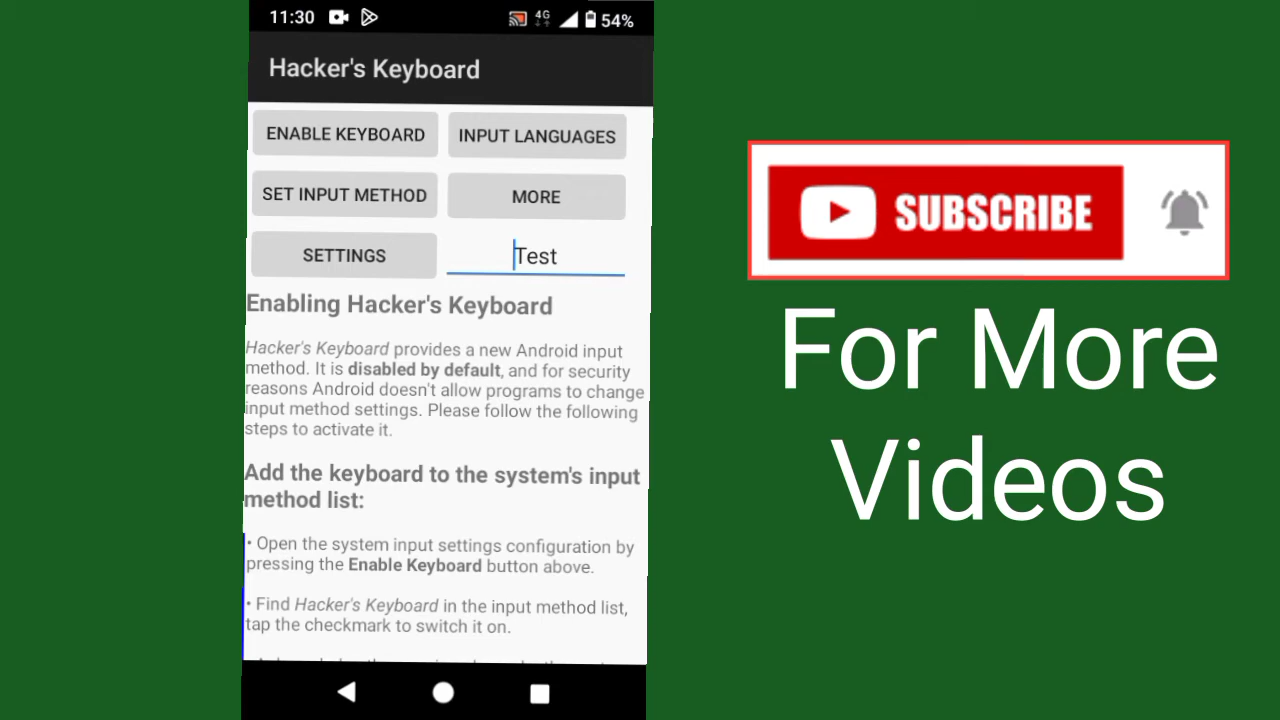 11:30 4G 54%
Hacker's Keyboard
ENABLE KEYBOARD INPUT LANGUAGES
SET INPUT METHOD MORE
SETTINGS Test
Enabling Hacker's Keyboard
Hacker's Keyboard provides a new Android input
method. It is disabled by default, and for security
reasons Android doesn't allow programs to change
input method settings. Please follow the following
steps to activate it.
Add the keyboard to the system's input
method list:
• Open the system input settings configuration by
pressing the Enable Keyboard button above.
• Find Hacker's Keyboard in the input method list,
tap the checkmark to switch it on.
SUBSCRIBE
For More
Videos